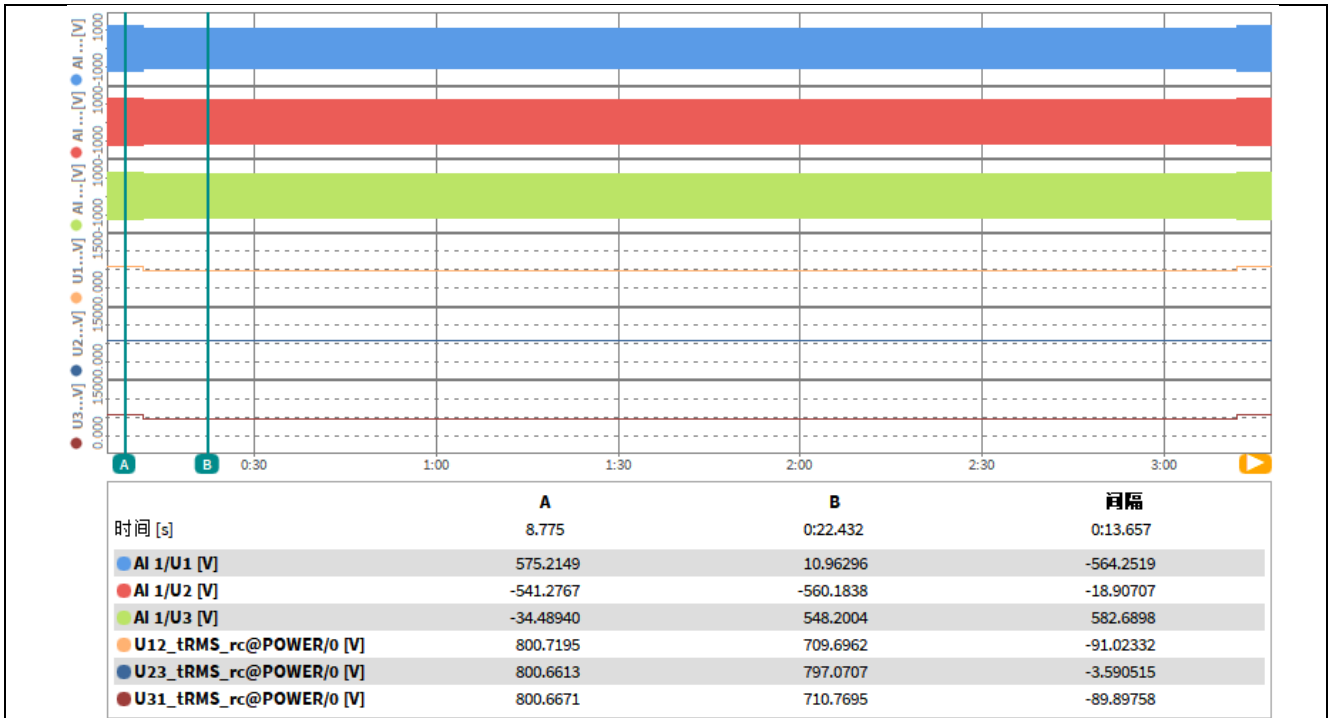 AI ...[V]
1000
-1000
AI ...[V]
1000
-1000
AI ...[V]
1000
-1000
U1...V]
1500
0.000
U2...V]
1500
0.000
U3...V]
1500
0.000
A B 0:30 1:00 1:30 2:00 2:30 3:00
A B 间隔
时间 [s] 8.775 0:22.432 0:13.657
AI 1/U1 [V] 575.2149 10.96296 -564.2519
AI 1/U2 [V] -541.2767 -560.1838 -18.90707
AI 1/U3 [V] -34.48940 548.2004 582.6898
U12_tRMS_rc@POWER/0 [V] 800.7195 709.6962 -91.02332
U23_tRMS_rc@POWER/0 [V] 800.6613 797.0707 -3.590515
U31_tRMS_rc@POWER/0 [V] 800.6671 710.7695 -89.89758